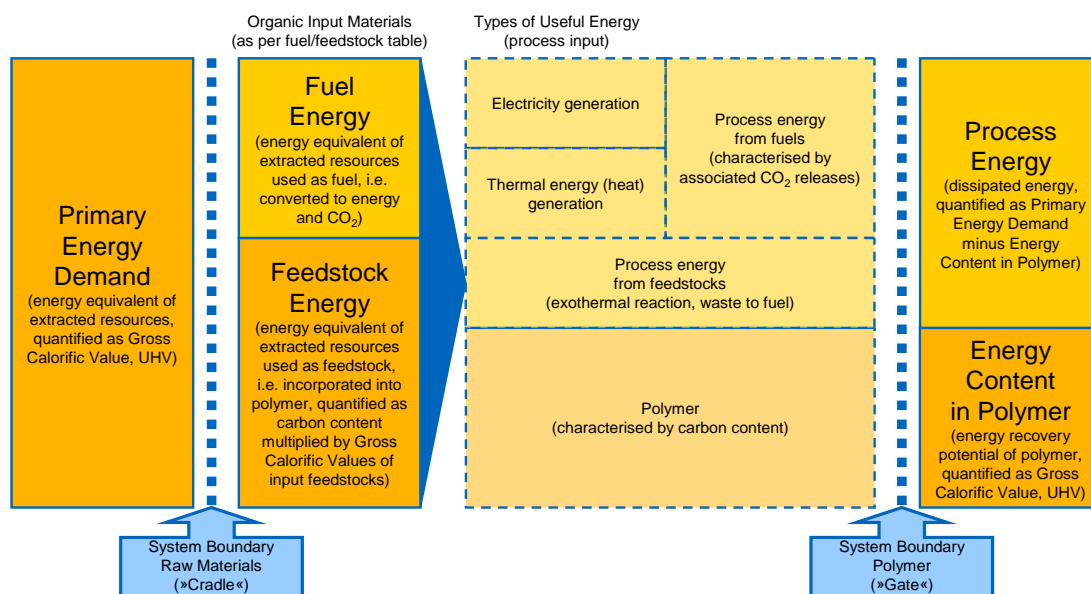 Organic Input Materials
(as per fuel/feedstock table)
Types of Useful Energy
(process input)
Primary
Energy
Demand
(energy equivalent of
extracted resources,
quantified as Gross
Calorific Value, UHV)
Fuel
Energy
(energy equivalent of
extracted resources
used as fuel, i.e.
converted to energy
and CO₂)
Feedstock
Energy
(energy equivalent of
extracted resources
used as feedstock,
i.e. incorporated into
polymer, quantified as
carbon content
multiplied by Gross
Calorific Values of
input feedstocks)
Electricity generation
Thermal energy (heat)
generation
Process energy
from fuels
(characterised by
associated CO₂ releases)
Process energy
from feedstocks
(exothermal reaction, waste to fuel)
Polymer
(characterised by carbon content)
Process
Energy
(dissipated energy,
quantified as Primary
Energy Demand
minus Energy
Content in Polymer)
Energy
Content
in Polymer
(energy recovery
potential of polymer,
quantified as Gross
Calorific Value, UHV)
System Boundary
Raw Materials
(»Cradle«)
System Boundary
Polymer
(»Gate«)